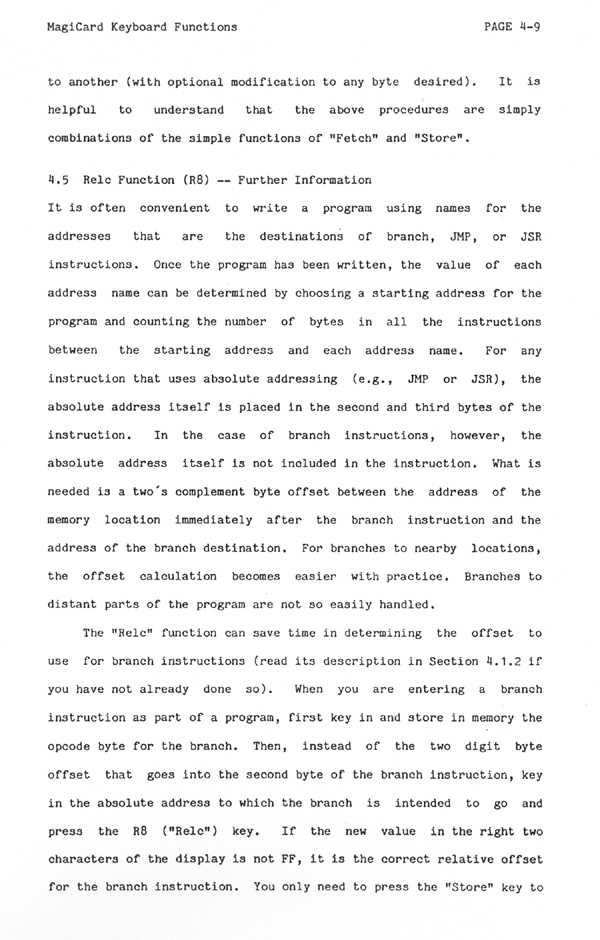 MagiCard Keyboard Functions PAGE 4-9
to another (with optional modification to any byte desired). It is
helpful to understand that the above procedures are simply
combinations of the simple functions of "Fetch" and "Store".
4.5 Relc Function (R8) -- Further Information
It is often convenient to write a program using names for the
addresses that are the destinations of branch, JMP, or JSR
instructions. Once the program has been written, the value of each
address name can be determined by choosing a starting address for the
program and counting the number of bytes in all the instructions
between the starting address and each address name. For any
instruction that uses absolute addressing (e.g., JMP or JSR), the
absolute address itself is placed in the second and third bytes of the
instruction. In the case of branch instructions, however, the
absolute address itself is not included in the instruction. What is
needed is a two's complement byte offset between the address of the
memory location immediately after the branch instruction and the
address of the branch destination. For branches to nearby locations,
the offset calculation becomes easier with practice. Branches to
distant parts of the program are not so easily handled.
The "Relc" function can save time in determining the offset to
use for branch instructions (read its description in Section 4.1.2 if
you have not already done so). When you are entering a branch
instruction as part of a program, first key in and store in memory the
opcode byte for the branch. Then, instead of the two digit byte
offset that goes into the second byte of the branch instruction, key
in the absolute address to which the branch is intended to go and
press the R8 ("Relc") key. If the new value in the right two
characters of the display is not FF, it is the correct relative offset
for the branch instruction. You only need to press the "Store" key to